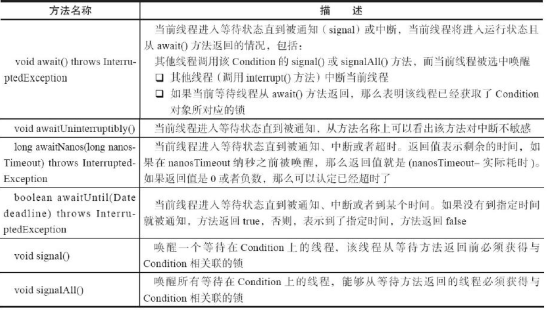 方法名称
描 述
void await() throws Interru-
ptedException
当前线程进入等待状态直到被通知（signal）或中断，当前线程将进入运行状态且
从 await() 方法返回的情况，包括：
其他线程调用该 Condition 的 signal() 或 signalAll() 方法，而当前线程被选中唤醒
❑ 其他线程（调用 interrupt() 方法）中断当前线程
❑ 如果当前等待线程从 await() 方法返回，那么表明该线程已经获取了 Condition
对象所对应的锁
void awaitUninterruptibly()
当前线程进入等待状态直到被通知，从方法名称上可以看出该方法对中断不敏感
long awaitNanos(long nanos-
Timeout) throws Interrupted-
Exception
当前线程进入等待状态直到被通知、中断或者超时。返回值表示剩余的时间，如
果在 nanosTimeout 纳秒之前被唤醒，那么返回值就是 (nanosTimeout– 实际耗时 )。
如果返回值是 0 或者负数，那么可以认定已经超时了
boolean awaitUntil(Date
deadline) throws Interru-
ptedException
当前线程进入等待状态直到被通知、中断或者到某个时间。如果没有到指定时间
就被通知，方法返回 true，否则，表示到了指定时间，方法返回 false
void signal()
唤醒一个等待在 Condition 上的线程，该线程从等待方法返回前必须获得与
Condition 相关联的锁
void signalAll()
唤醒所有等待在 Condition 上的线程，能够从等待方法返回的线程必须获得与
Condition 相关联的锁